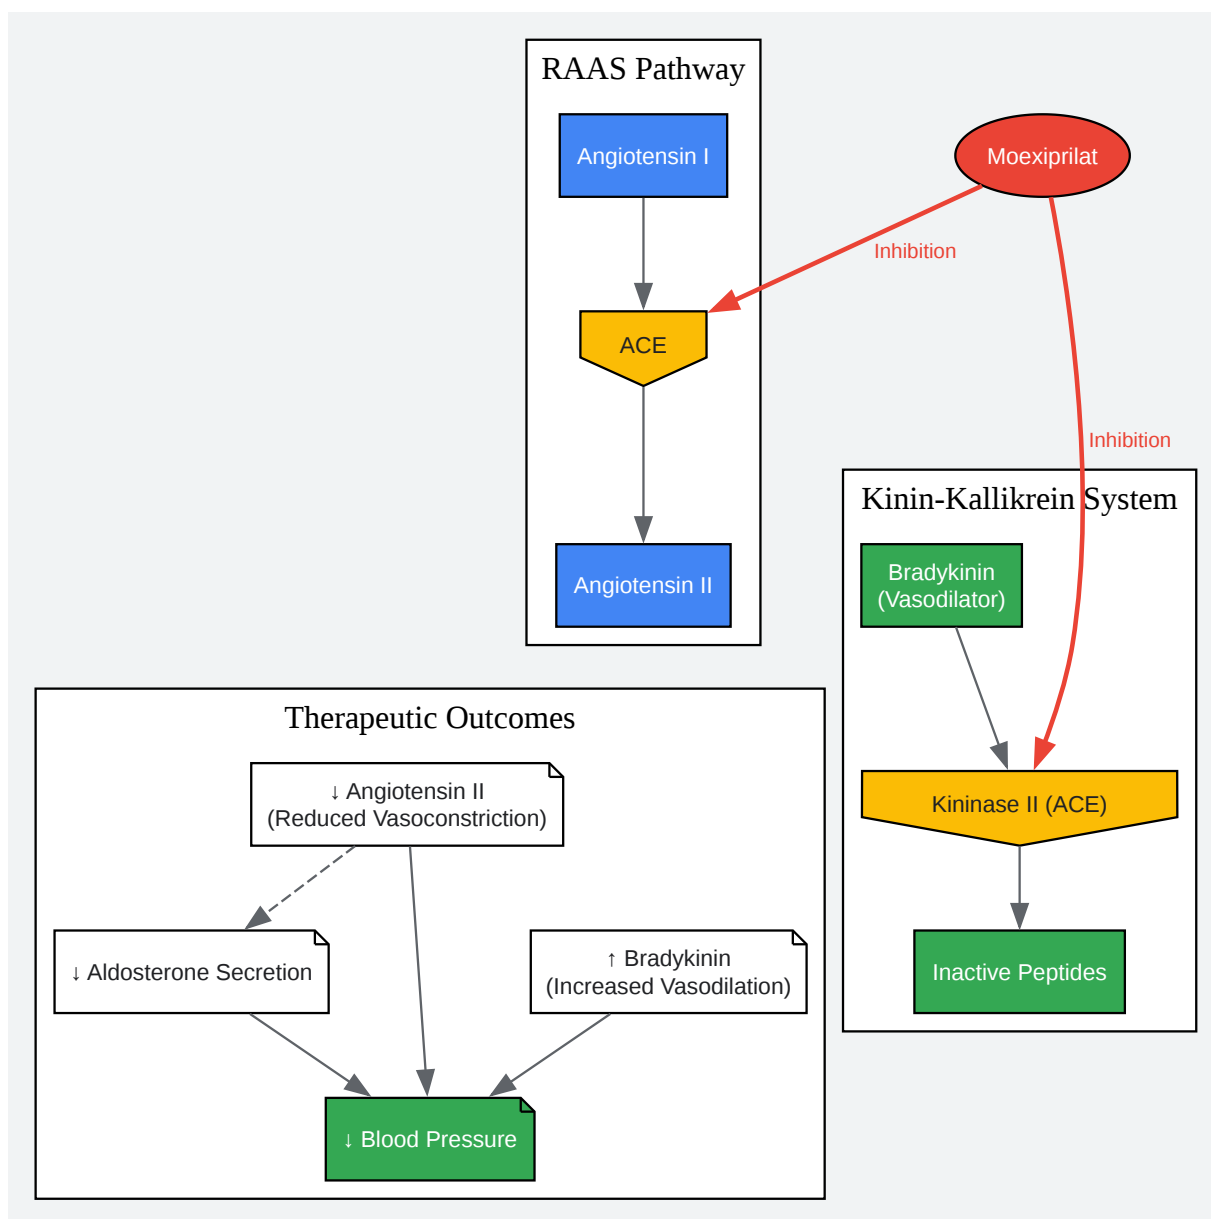 RAAS Pathway
Angiotensin I
Moexiprilat
Inhibition
ACE
Inhibition
Kinin-Kallikrein System
Angiotensin II
Bradykinin
(Vasodilator)
Therapeutic Outcomes
↓ Angiotensin II
(Reduced Vasoconstriction)
Kininase II (ACE)
↓ Aldosterone Secretion
↑ Bradykinin
(Increased Vasodilation)
Inactive Peptides
↓ Blood Pressure